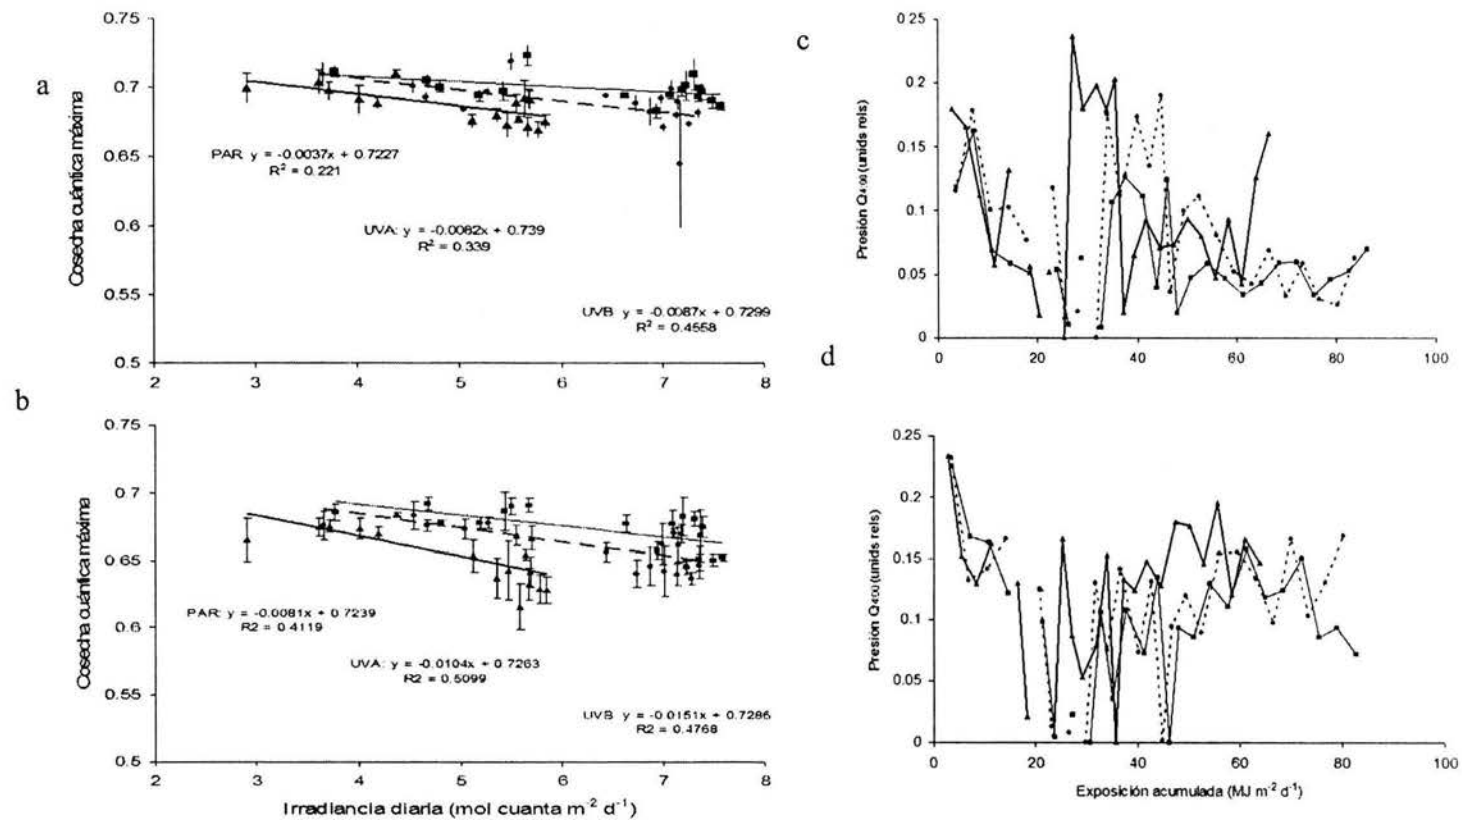 a
0.75
0.7
0.65
0.6
0.55
0.5
Cosecha cuántica máxima
PAR y = -0.0037x + 0.7227
R² = 0.221
UVA: y = -0.0082x + 0.739
R² = 0.339
UVB y = -0.0087x + 0.7299
R² = 0.4558
2 3 4 5 6 7 8
b
0.75
0.7
0.65
0.6
0.55
0.5
Cosecha cuántica máxima
PAR: y = -0.0081x + 0.7239
R2 = 0.4119
UVA: y = -0.0104x + 0.7263
R2 = 0.5099
UVB y = -0.0151x + 0.7286
R2 = 0.4768
2 3 4 5 6 7 8
Irradiancia diaria (mol cuanta m⁻² d⁻¹)
c
0.25
0.2
0.15
0.1
0.05
0
Presión (unids rels)
0 20 40 60 80 100
d
0.25
0.2
0.15
0.1
0.05
0
Presión (unids rels)
0 20 40 60 80 100
Exposición acumulada (MJ m⁻² d⁻¹)